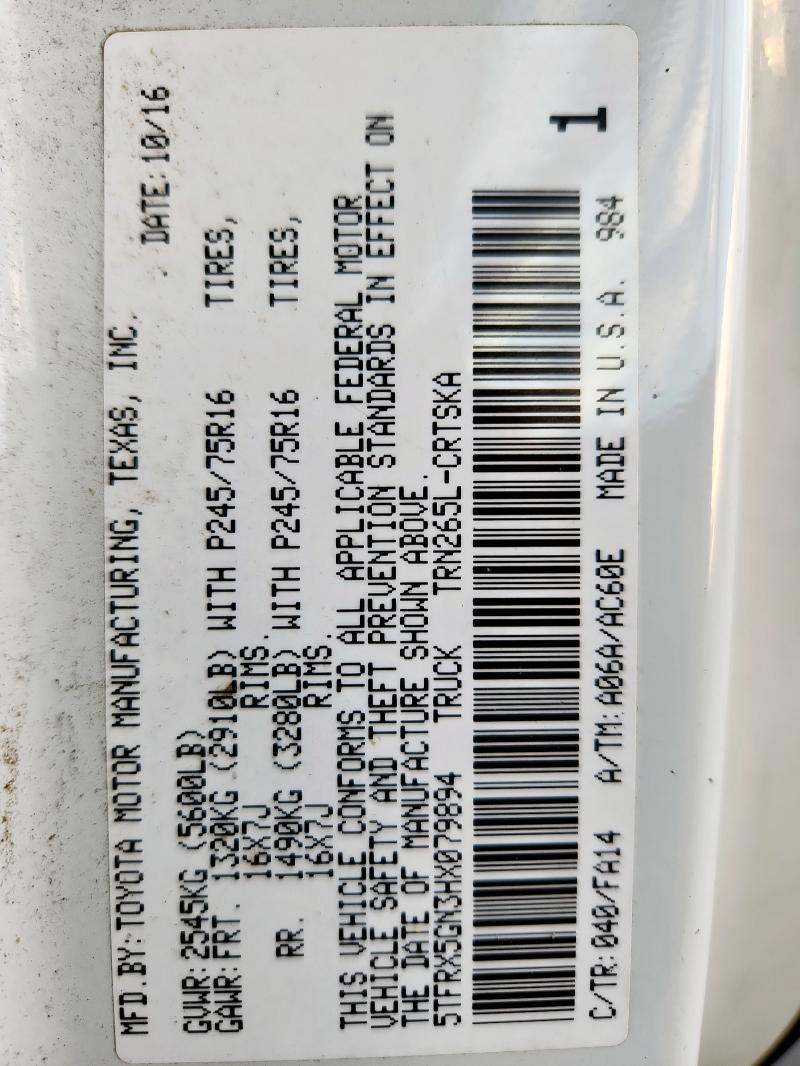 MFD.BY:TOYOTA MOTOR MANUFACTURING, TEXAS, INC. DATE:10/16
GVWR:2545KG (5600LB)
GAWR:FRT. 1320KG (2910LB) WITH P245/75R16 TIRES,
16X7J RIMS.
RR. 1490KG (3280LB) WITH P245/75R16 TIRES,
16X7J RIMS.
THIS VEHICLE CONFORMS TO ALL APPLICABLE FEDERAL MOTOR
VEHICLE SAFETY AND THEFT PREVENTION STANDARDS IN EFFECT ON
THE DATE OF MANUFACTURE SHOWN ABOVE.
5TFRX5GN3HX079894 TRUCK TRN265L-CRTSKA
1
C/TR:040/FA14 A/TM:A06A/AC60E MADE IN U.S.A. 984